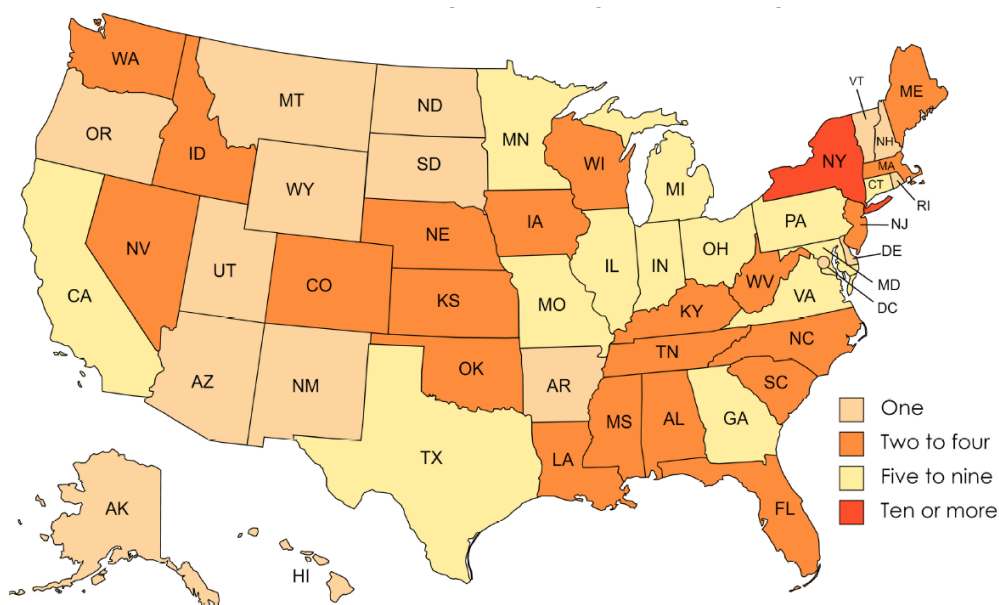 WA
MT
ND
MN
ME
VT
NH
OR
ID
WY
SD
WI
MI
NY
MA
CT
RI
NV
UT
CO
NE
IA
IL
IN
OH
PA
NJ
DE
MD
DC
CA
KS
MO
KY
WV
VA
AZ
NM
OK
AR
TN
NC
SC
TX
LA
MS
AL
GA
FL
AK
HI
One
Two to four
Five to nine
Ten or more